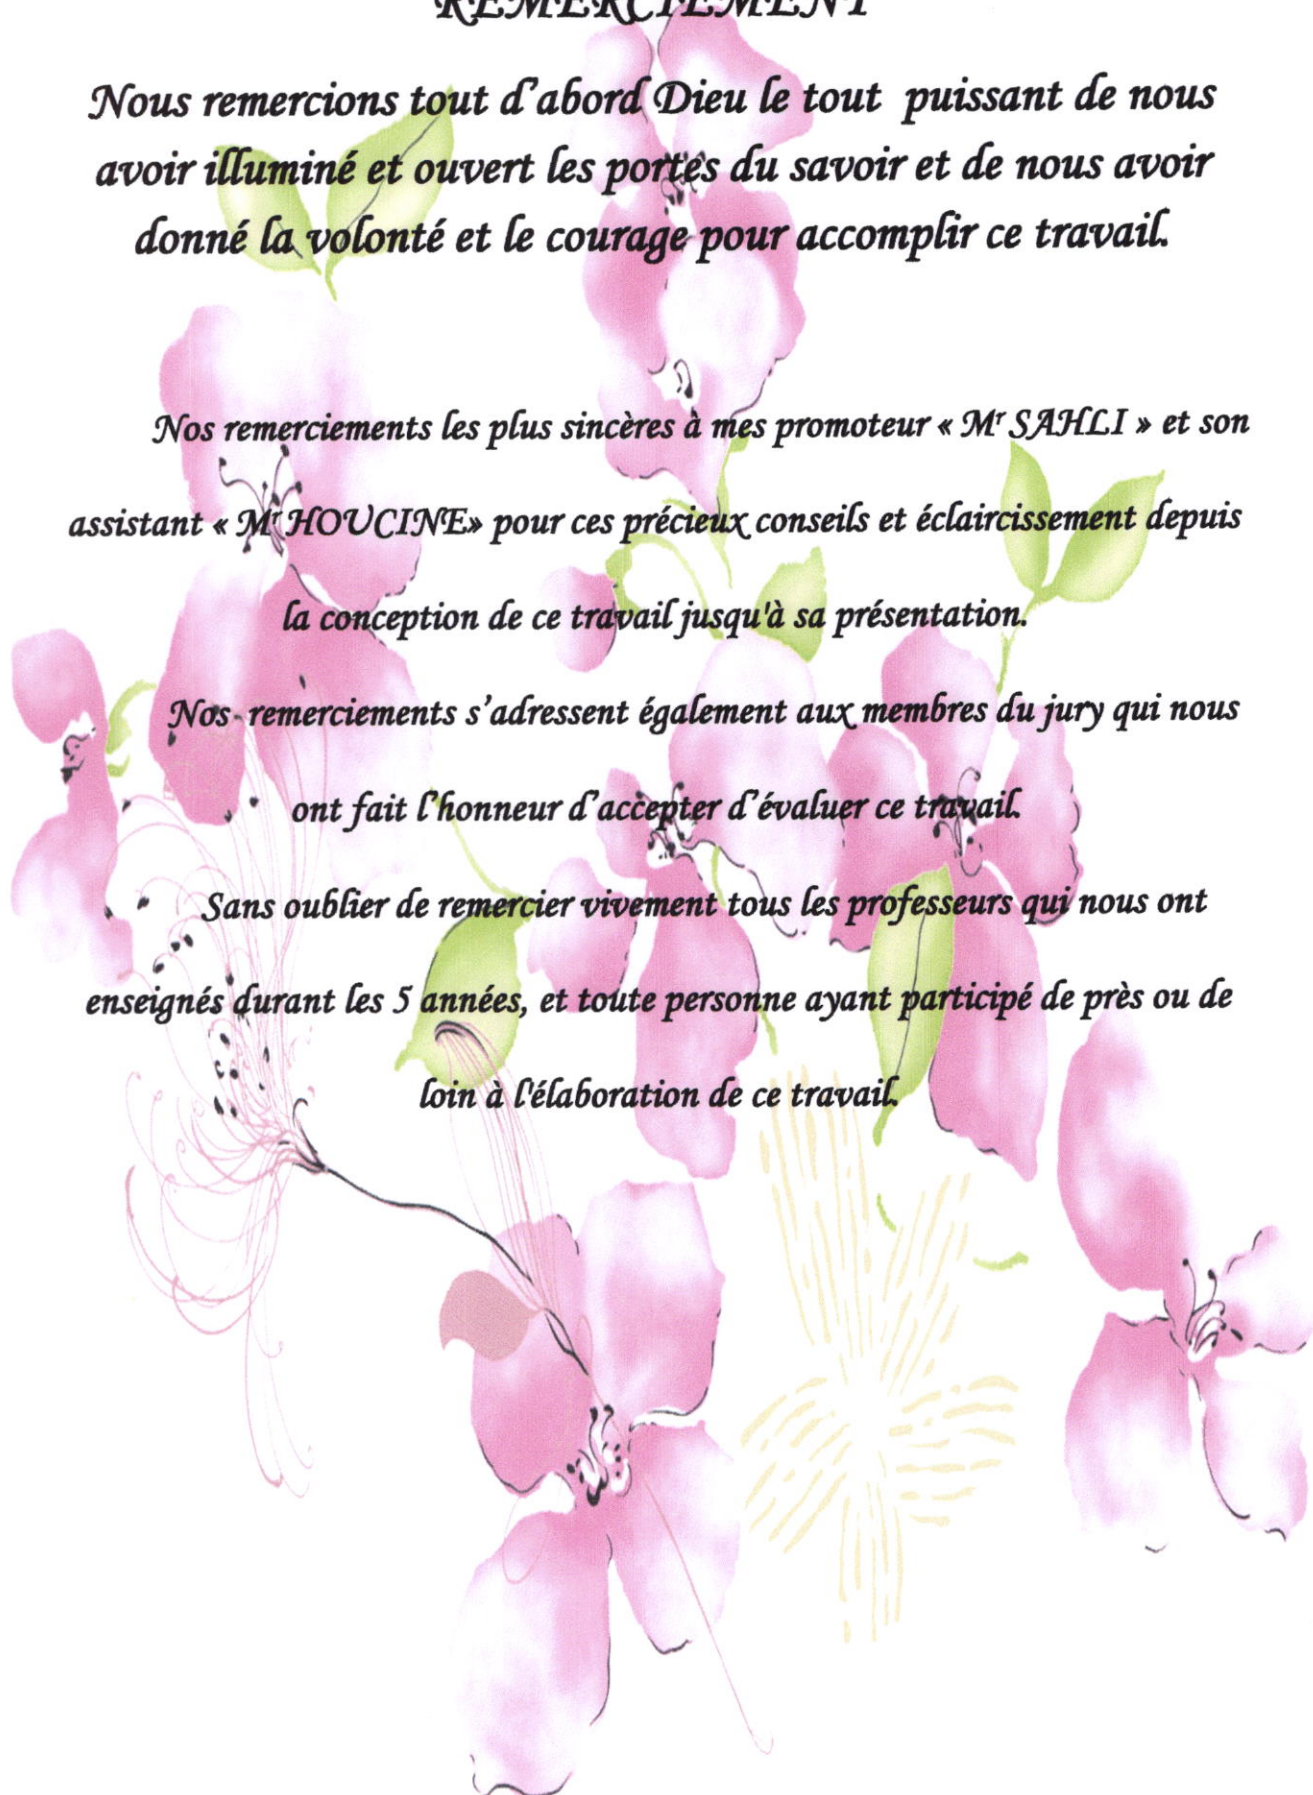 REMERCIEMENT
Nous remercions tout d'abord Dieu le tout puissant de nous
avoir illuminé et ouvert les portes du savoir et de nous avoir
donné la volonté et le courage pour accomplir ce travail.
Nos remerciements les plus sincères à mes promoteur « Mʳ SAHLI » et son
assistant « Mʳ HOUCINE» pour ces précieux conseils et éclaircissement depuis
la conception de ce travail jusqu'à sa présentation.
Nos remerciements s'adressent également aux membres du jury qui nous
ont fait l'honneur d'accepter d'évaluer ce travail.
Sans oublier de remercier vivement tous les professeurs qui nous ont
enseignés durant les 5 années, et toute personne ayant participé de près ou de
loin à l'élaboration de ce travail.